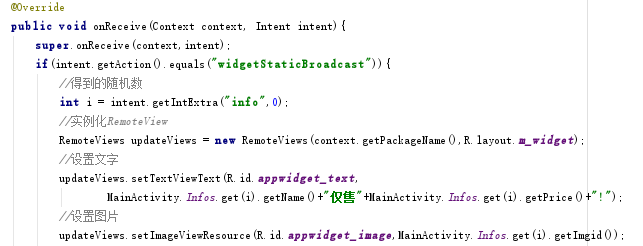 @Override
public void onReceive(Context context, Intent intent){
super.onReceive(context,intent);
if(intent.getAction().equals("widgetStaticBroadcast")){
//得到的随机数
int i = intent.getIntExtra("info",0);
//实例化RemoteView
RemoteViews updateViews = new RemoteViews(context.getPackageName(),R.layout.m_widget);
//设置文字
updateViews.setTextViewText(R.id.appwidget_text,
MainActivity.Infos.get(i).getName()+"仅售"+MainActivity.Infos.get(i).getPrice()+"!");
//设置图片
updateViews.setImageViewResource(R.id.appwidget_image,MainActivity.Infos.get(i).getImgid());